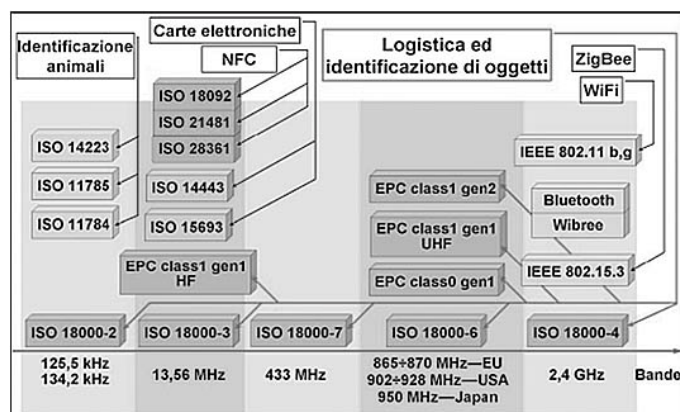 Identificazione
animali
Carte elettroniche
NFC
Logistica ed
identificazione di oggetti
ZigBee
WiFi
ISO 18092
ISO 21481
ISO 28361
ISO 14223
ISO 11785
ISO 11784
ISO 14443
ISO 15693
EPC class1 gen1
HF
EPC class1 gen2
EPC class1 gen1
UHF
EPC class0 gen1
IEEE 802.11 b,g
Bluetooth
Wibree
IEEE 802.15.3
ISO 18000-2
ISO 18000-3
ISO 18000-7
ISO 18000-6
ISO 18000-4
125,5 kHz
134,2 kHz
13,56 MHz
433 MHz
865÷870 MHz—EU
902÷928 MHz—USA
950 MHz—Japan
2,4 GHz
Bande